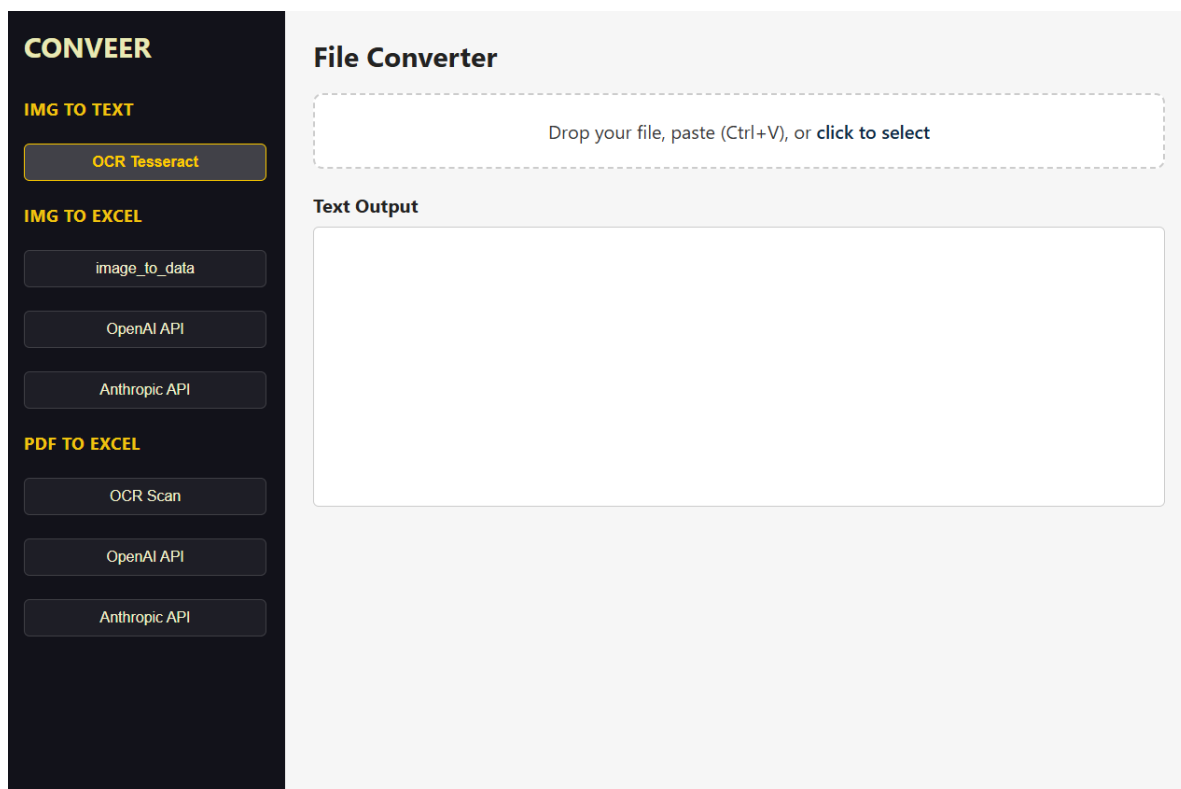 CONVEER
IMG TO TEXT
OCR Tesseract
IMG TO EXCEL
image_to_data
OpenAI API
Anthropic API
PDF TO EXCEL
OCR Scan
OpenAI API
Anthropic API
File Converter
Drop your file, paste (Ctrl+V), or click to select
Text Output